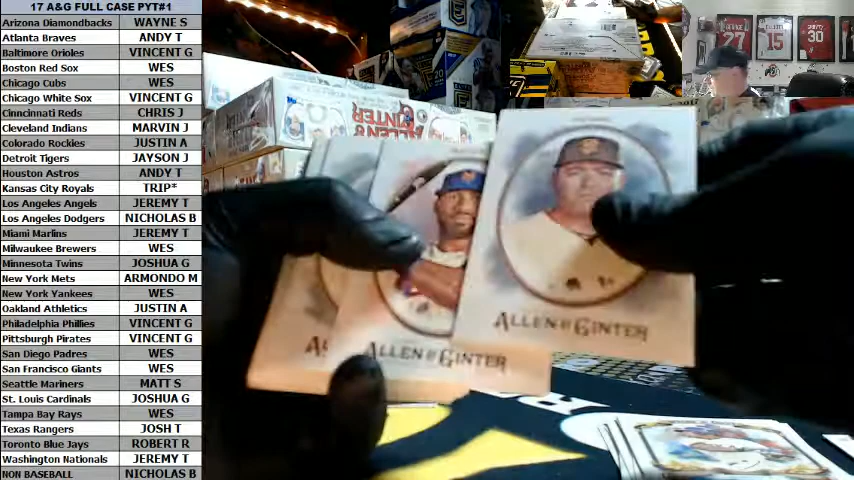 17 A&G FULL CASE PYT#1
Arizona Diamondbacks WAYNE S
Atlanta Braves ANDY T
Baltimore Orioles VINCENT G
Boston Red Sox WES
Chicago Cubs WES
Chicago White Sox VINCENT G
Cinncinati Reds CHRIS J
Cleveland Indians MARVIN J
Colorado Rockies JUSTIN A
Detroit Tigers JAYSON J
Houston Astros ANDY T
Kansas City Royals TRIP*
Los Angeles Angels JEREMY T
Los Angeles Dodgers NICHOLAS B
Miami Marlins JEREMY T
Milwaukee Brewers WES
Minnesota Twins JOSHUA G
New York Mets ARMONDO M
New York Yankees WES
Oakland Athletics JUSTIN A
Philadelphia Phillies VINCENT G
Pittsburgh Pirates VINCENT G
San Diego Padres WES
San Francisco Giants WES
Seattle Mariners MATT S
St. Louis Cardinals JOSHUA G
Tampa Bay Rays WES
Texas Rangers JOSH T
Toronto Blue Jays ROBERT R
Washington Nationals JEREMY T
NON BASEBALL NICHOLAS B
27
15
30
ALLEN & GINTER
ALLEN & GINTER
ALLEN & GINTER